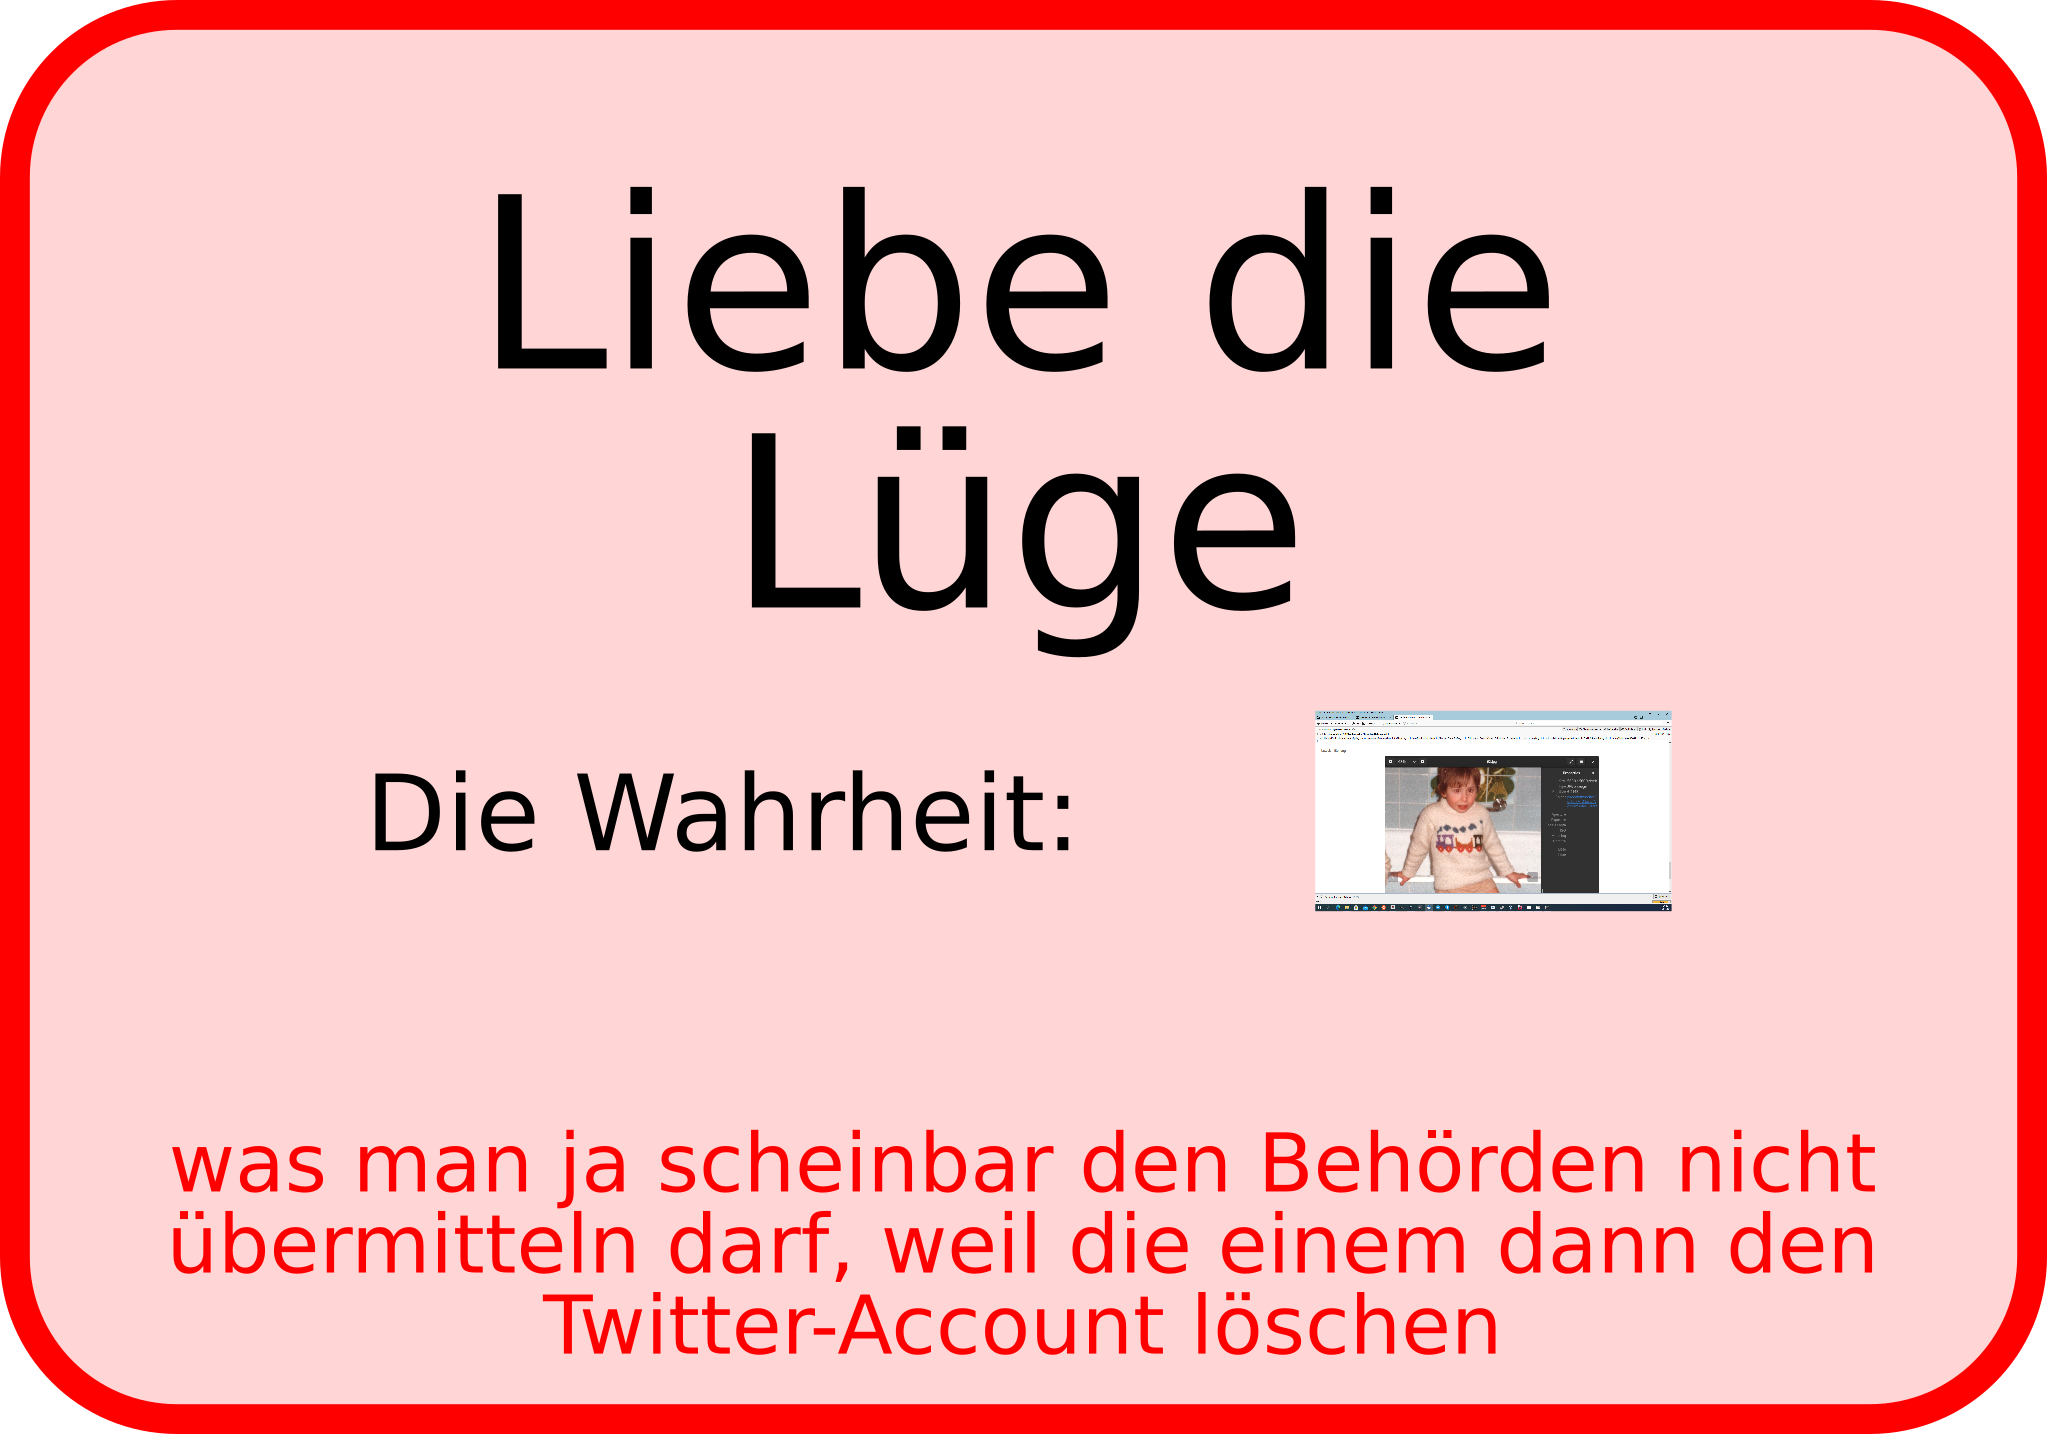 Liebe die
Lüge
Die Wahrheit:
Properties
was man ja scheinbar den Behörden nicht
übermitteln darf, weil die einem dann den
Twitter-Account löschen